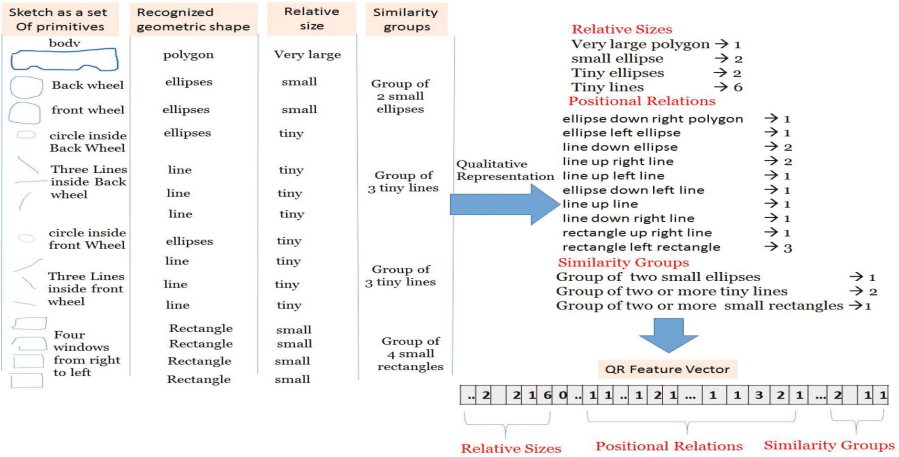 Sketch as a set
Of primitives
Recognized
geometric shape
Relative
size
Similarity
groups
body
polygon
Very large
Back wheel
ellipses
small
Group of
2 small
ellipses
front wheel
ellipses
small
circle inside
Back Wheel
ellipses
tiny
Three Lines
inside Back
wheel
line
tiny
line
tiny
line
tiny
Group of
3 tiny lines
circle inside
front Wheel
ellipses
tiny
Three Lines
inside front
wheel
line
tiny
line
tiny
line
tiny
Group of
3 tiny lines
Four
windows
from right
to left
Rectangle
small
Rectangle
small
Rectangle
small
Rectangle
small
Group of
4 small
rectangles
Qualitative
Representation
Relative Sizes
Very large polygon → 1
small ellipse → 2
Tiny ellipses → 2
Tiny lines → 6
Positional Relations
ellipse down right polygon → 1
ellipse left ellipse → 1
line down ellipse → 2
line up right line → 2
line up left line → 1
ellipse down left line → 1
line up line → 1
line down right line → 1
rectangle up right line → 1
rectangle left rectangle → 3
Similarity Groups
Group of two small ellipses → 1
Group of two or more tiny lines → 2
Group of two or more small rectangles → 1
QR Feature Vector
.. 2 2 1 6 0 .. 1 1 .. 1 2 1 ... 1 1 3 2 1 ... 2 1 1
Relative Sizes
Positional Relations
Similarity Groups